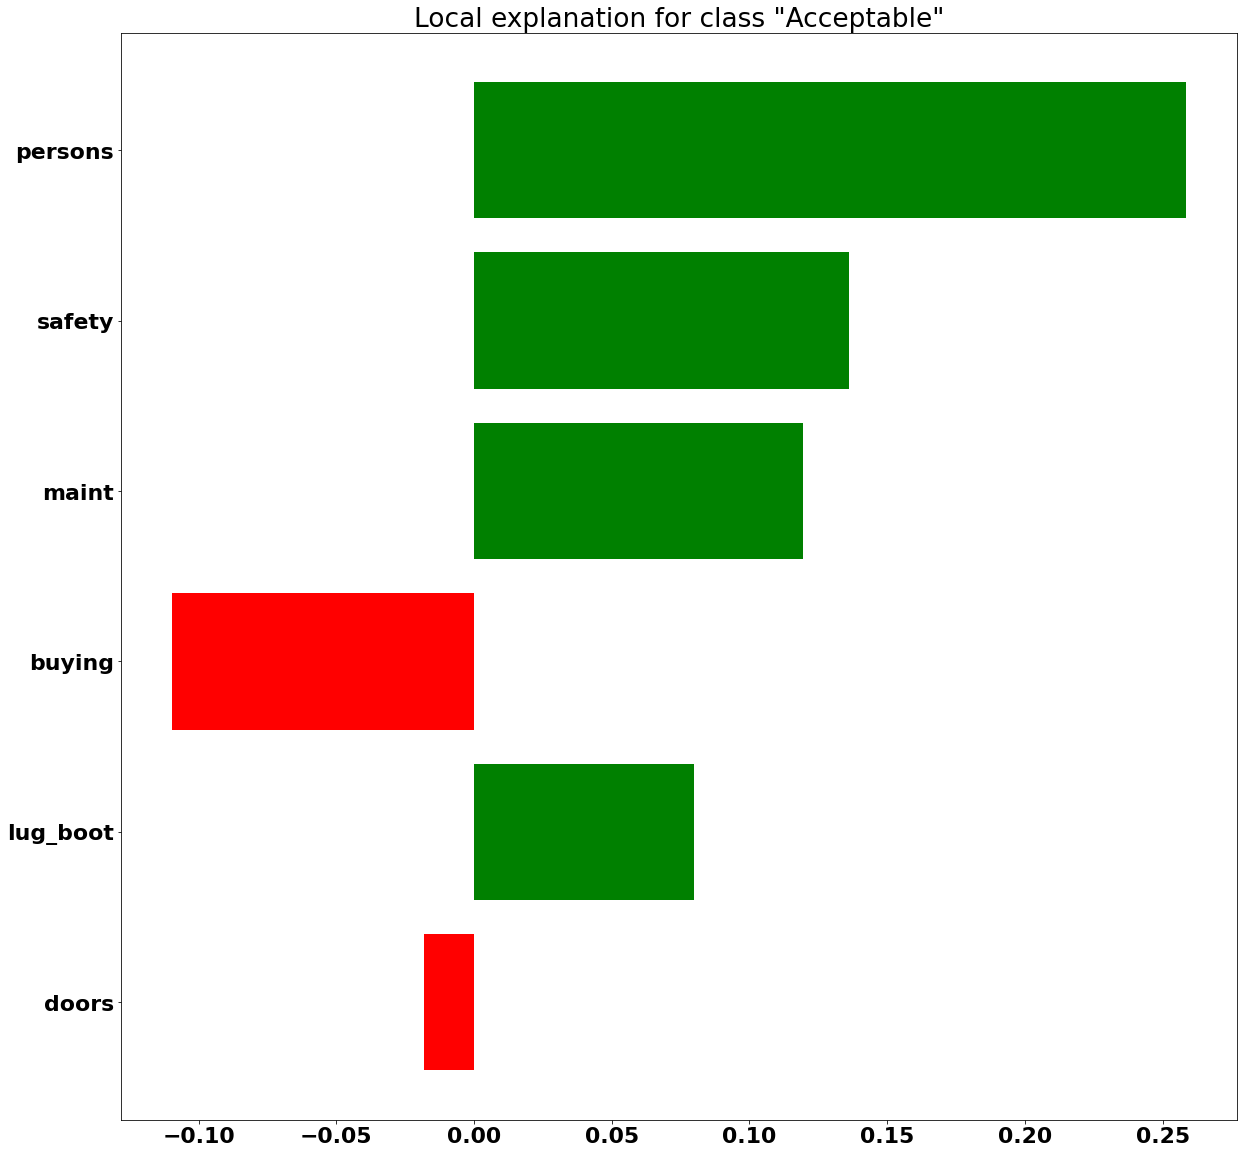 Local explanation for class "Acceptable"
persons
safety
maint
buying
lug_boot
doors
−0.10 −0.05 0.00 0.05 0.10 0.15 0.20 0.25